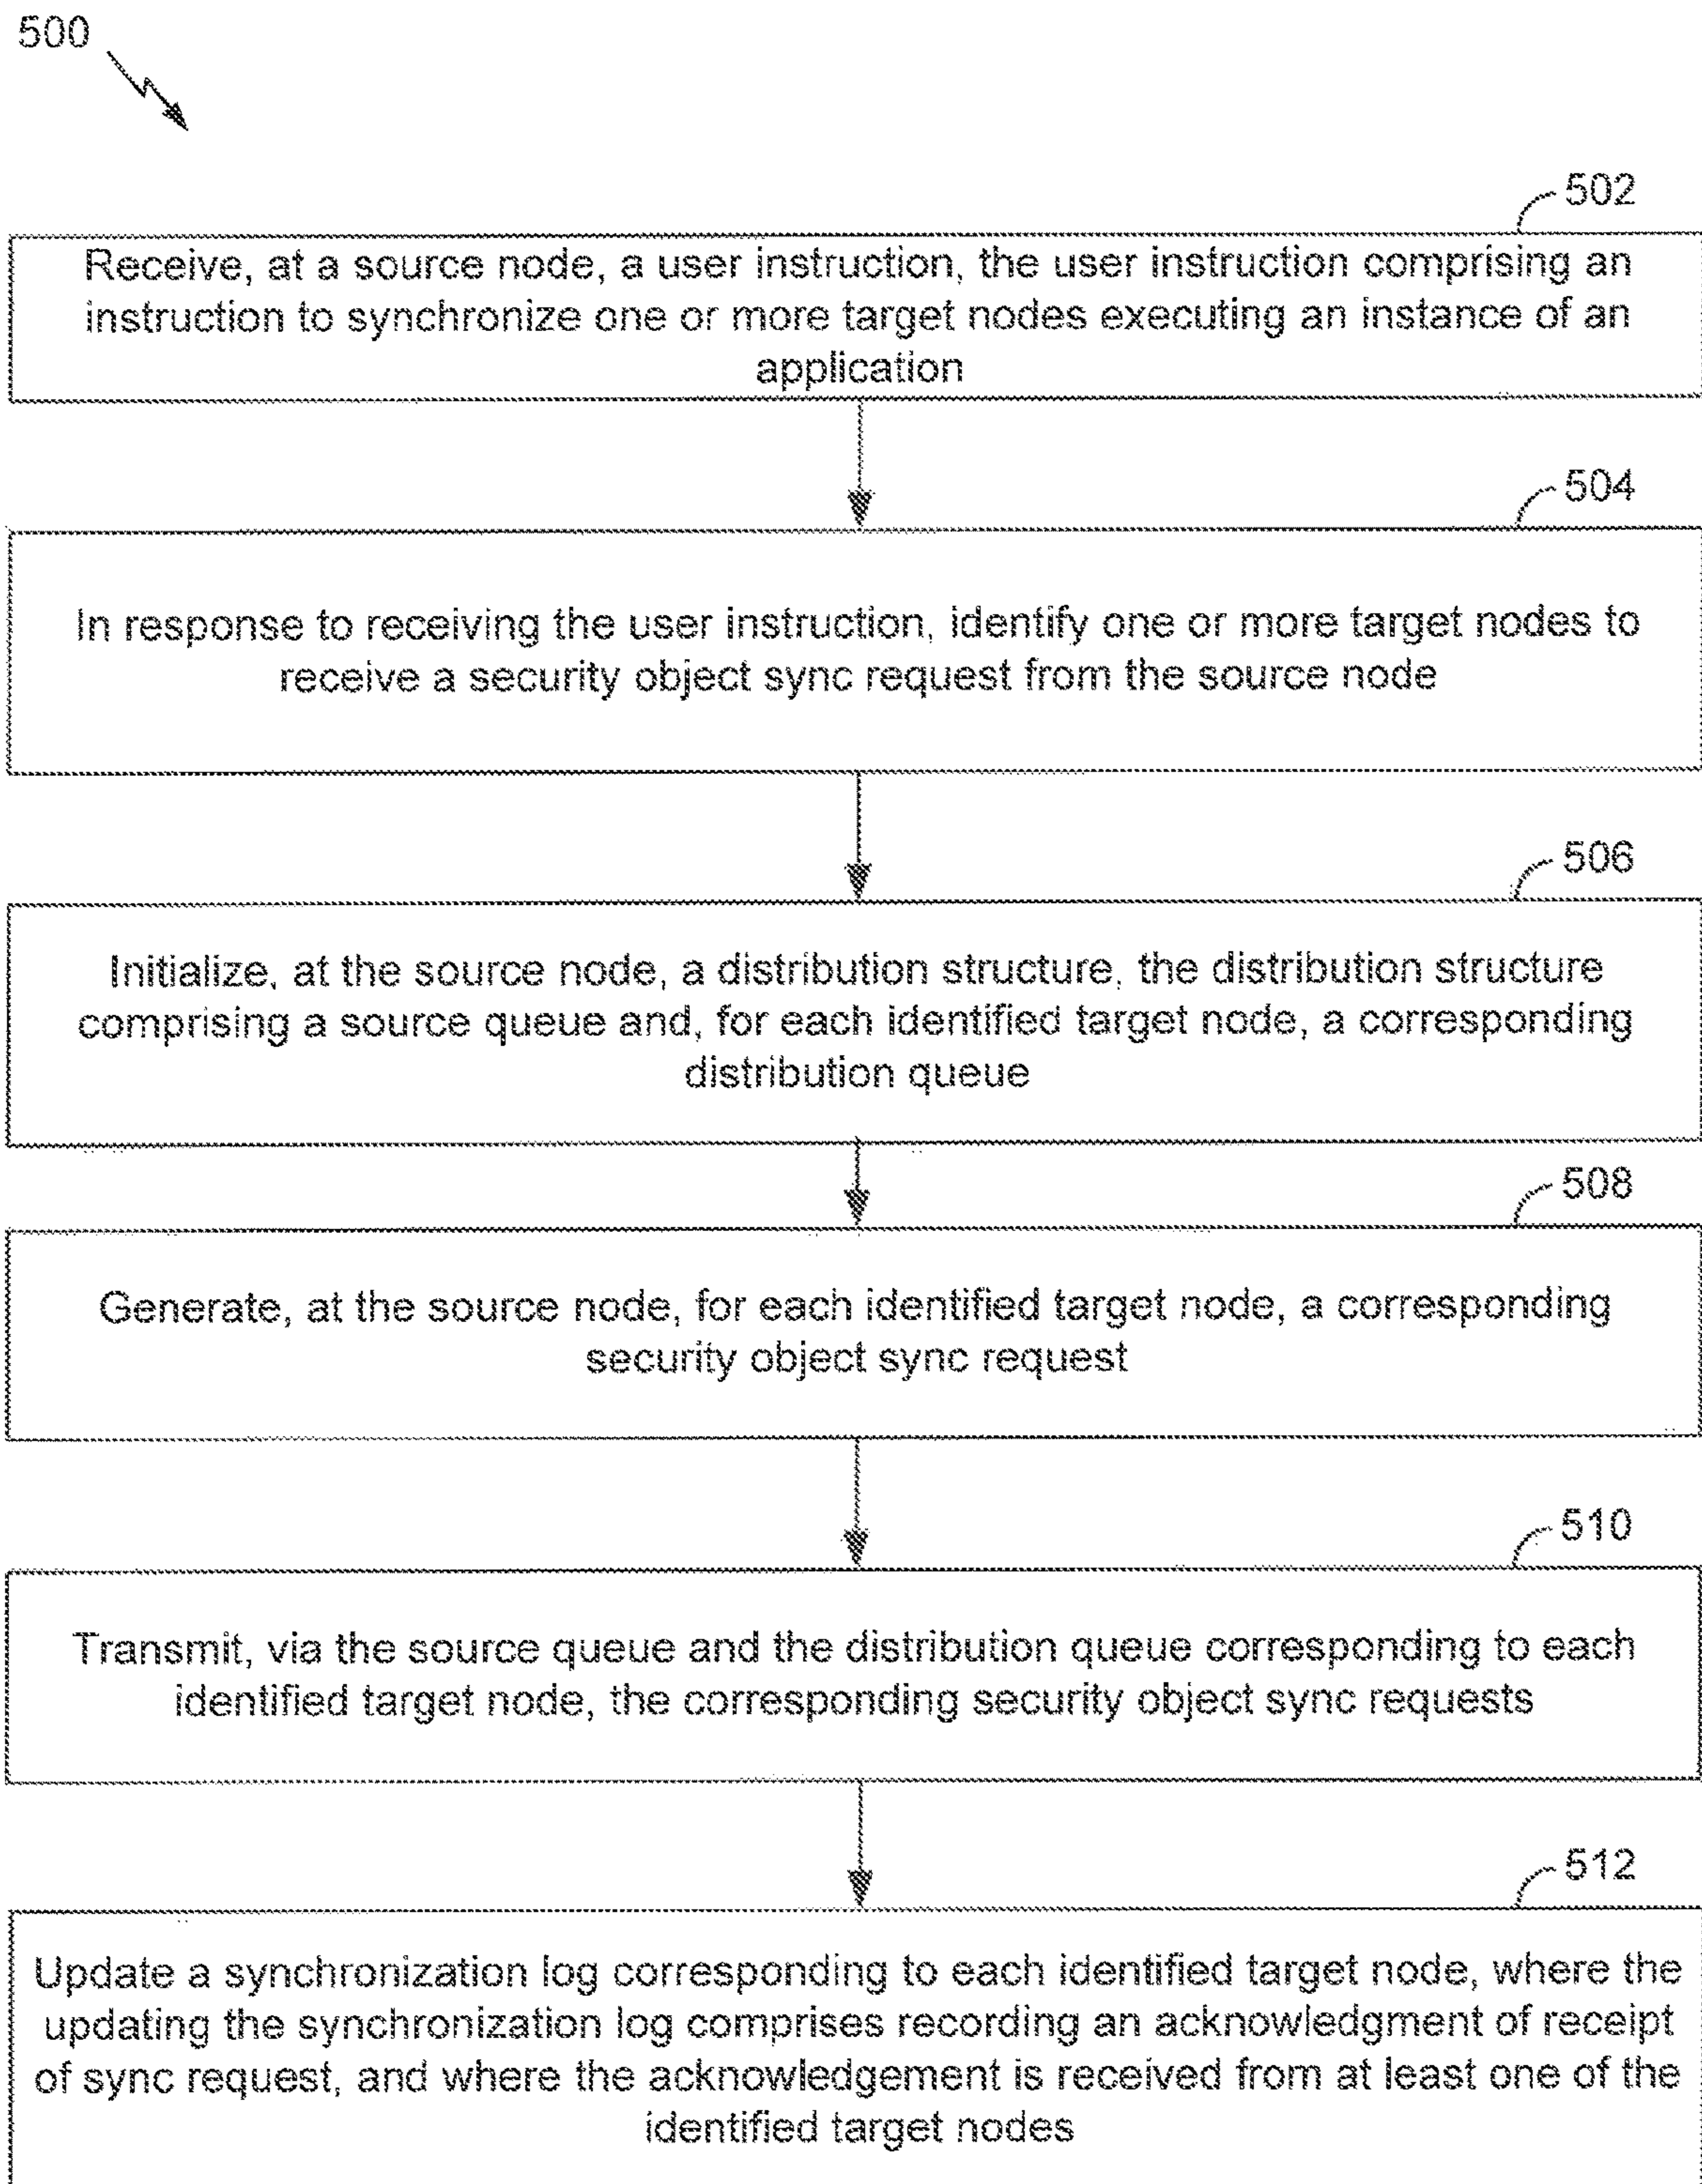 500
502
Receive, at a source node, a user instruction, the user instruction comprising an
instruction to synchronize one or more target nodes executing an instance of an
application
504
In response to receiving the user instruction, identify one or more target nodes to
receive a security object sync request from the source node
506
Initialize, at the source node, a distribution structure, the distribution structure
comprising a source queue and, for each identified target node, a corresponding
distribution queue
508
Generate, at the source node, for each identified target node, a corresponding
security object sync request
510
Transmit, via the source queue and the distribution queue corresponding to each
identified target node, the corresponding security object sync requests
512
Update a synchronization log corresponding to each identified target node, where the
updating the synchronization log comprises recording an acknowledgment of receipt
of sync request, and where the acknowledgement is received from at least one of the
identified target nodes